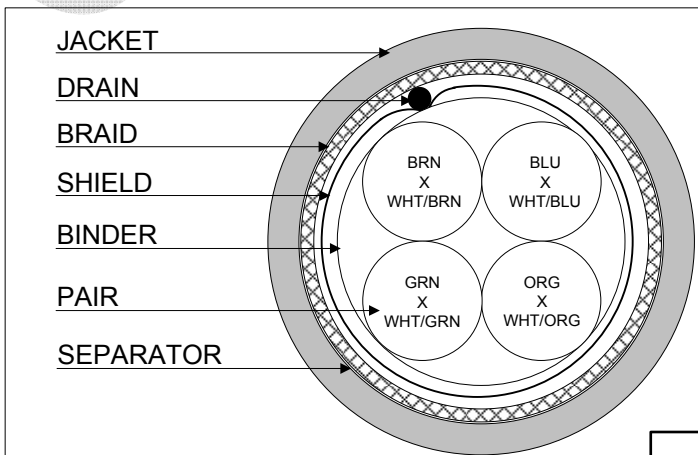 JACKET
DRAIN
BRAID
SHIELD
BINDER
PAIR
SEPARATOR
BRN
X
WHT/BRN
BLU
X
WHT/BLU
GRN
X
WHT/GRN
ORG
X
WHT/ORG